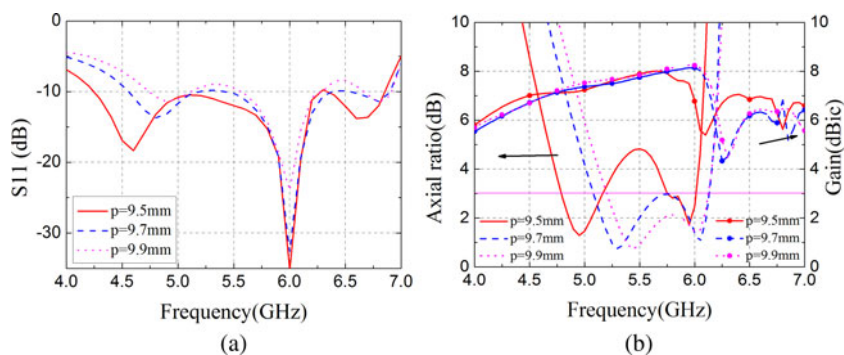 0
-10
-20
-30
S11 (dB)
p=9.5mm
p=9.7mm
p=9.9mm
4.0 4.5 5.0 5.5 6.0 6.5 7.0
Frequency(GHz)
(a)
10
8
6
4
2
0
Axial ratio(dB)
p=9.5mm
p=9.7mm
p=9.9mm
p=9.5mm
p=9.7mm
p=9.9mm
10
8
6
4
2
0
Gain(dBic)
4.0 4.5 5.0 5.5 6.0 6.5 7.0
Frequency(GHz)
(b)